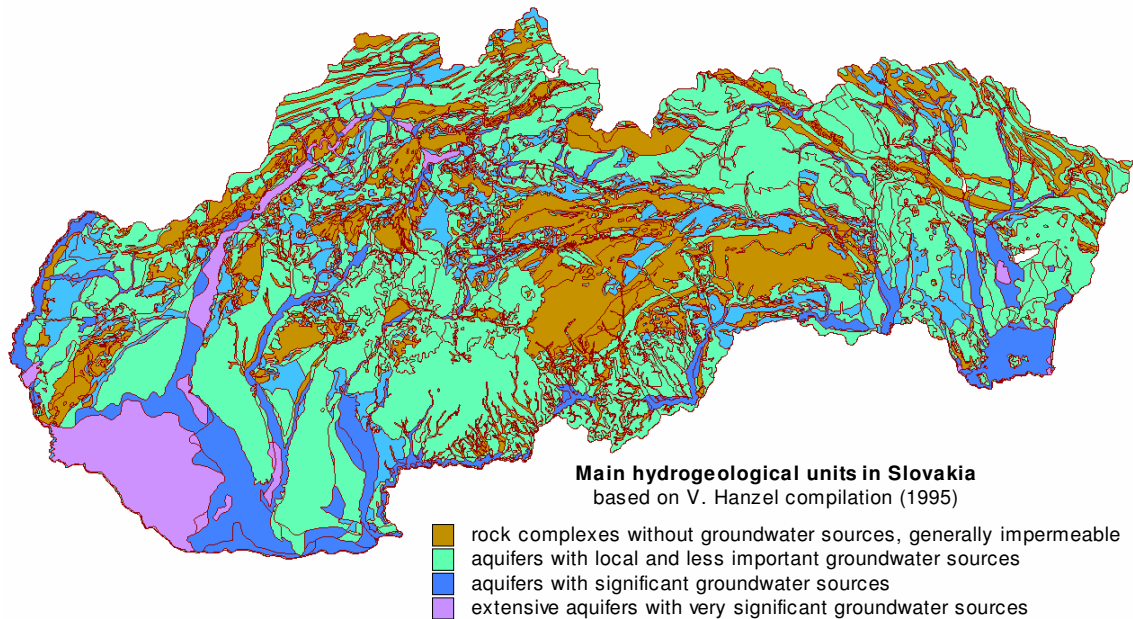 Main hydrogeological units in Slovakia
based on V. Hanzel compilation (1995)
rock complexes without groundwater sources, generally impermeable
aquifers with local and less important groundwater sources
aquifers with significant groundwater sources
extensive aquifers with very significant groundwater sources